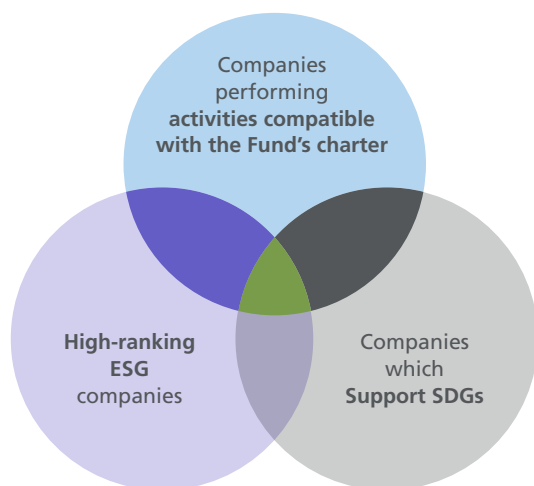 Companies
performing
activities compatible
with the Fund's charter
High-ranking
ESG
companies
Companies
which
Support SDGs